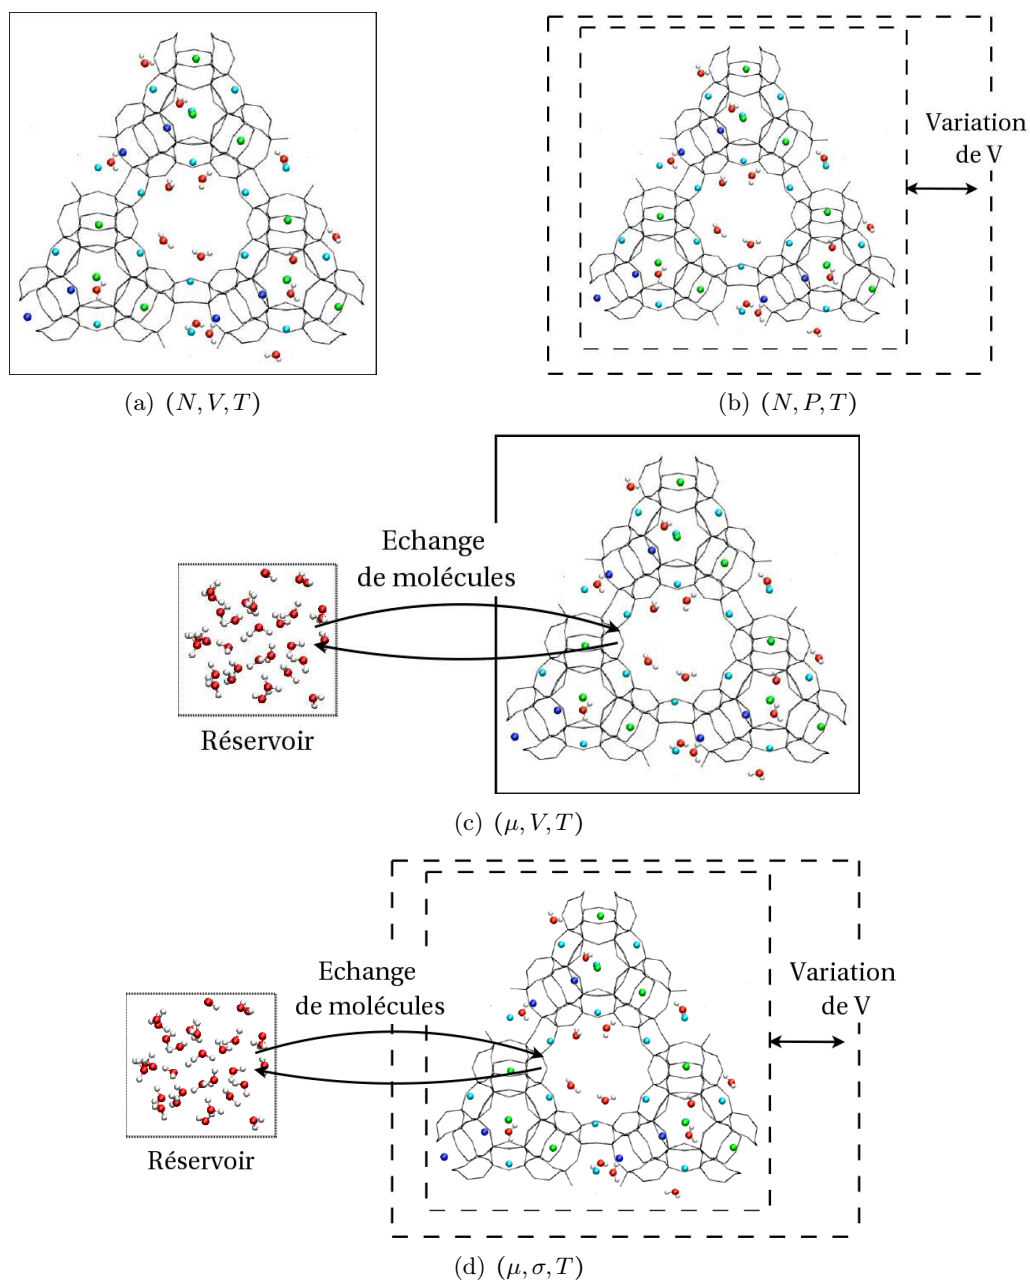 Variation
de V
(a) (N, V, T)
(b) (N, P, T)
Echange
de molécules
Réservoir
(c) (μ, V, T)
Echange
de molécules
Variation
de V
Réservoir
(d) (μ, σ, T)